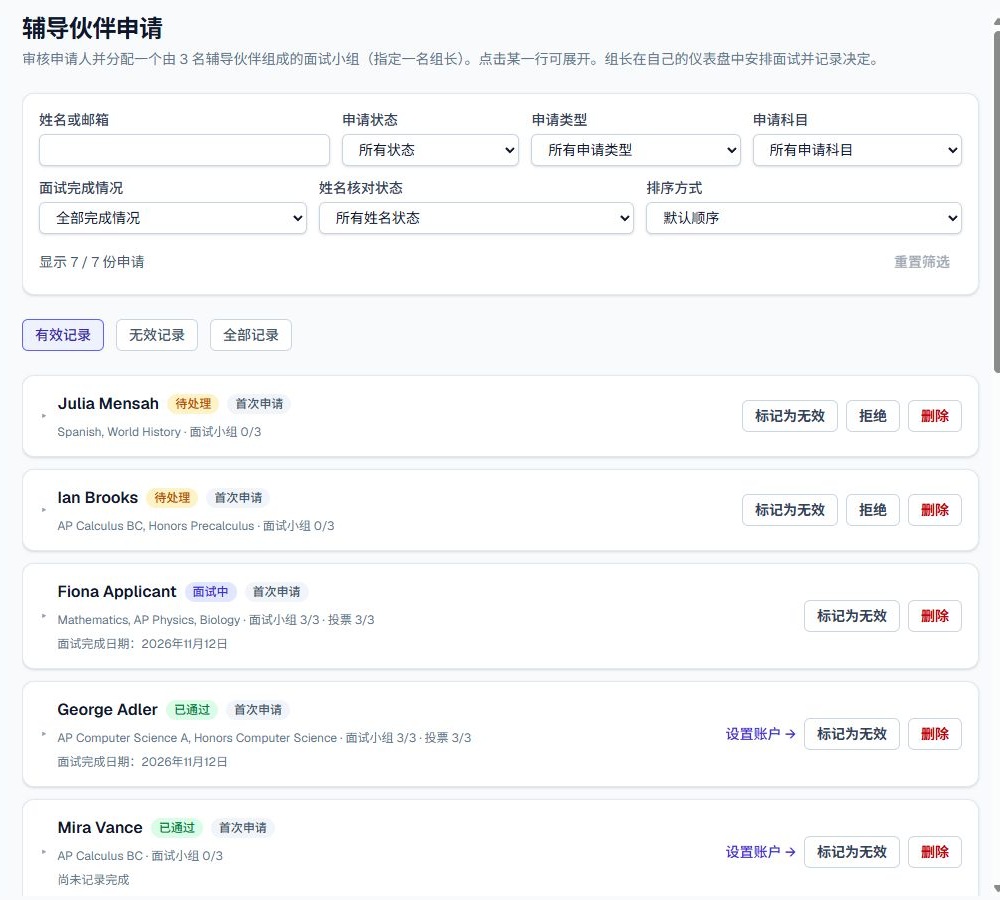 辅导伙伴申请
审核申请人并分配一个由 3 名辅导伙伴组成的面试小组（指定一名组长）。点击某一行可展开。组长在自己的仪表盘中安排面试并记录决定。
姓名或邮箱 申请状态 申请类型 申请科目
所有状态 所有申请类型 所有申请科目
面试完成情况 姓名核对状态 排序方式
全部完成情况 所有姓名状态 默认顺序
显示 7 / 7 份申请 重置筛选
有效记录 无效记录 全部记录
Julia Mensah 待处理 首次申请
Spanish, World History · 面试小组 0/3
标记为无效 拒绝 删除
Ian Brooks 待处理 首次申请
AP Calculus BC, Honors Precalculus · 面试小组 0/3
标记为无效 拒绝 删除
Fiona Applicant 面试中 首次申请
Mathematics, AP Physics, Biology · 面试小组 3/3 · 投票 3/3
面试完成日期：2026年11月12日
标记为无效 删除
George Adler 已通过 首次申请
AP Computer Science A, Honors Computer Science · 面试小组 3/3 · 投票 3/3
面试完成日期：2026年11月12日
设置账户 → 标记为无效 删除
Mira Vance 已通过 首次申请
AP Calculus BC · 面试小组 0/3
尚未记录完成
设置账户 → 标记为无效 删除